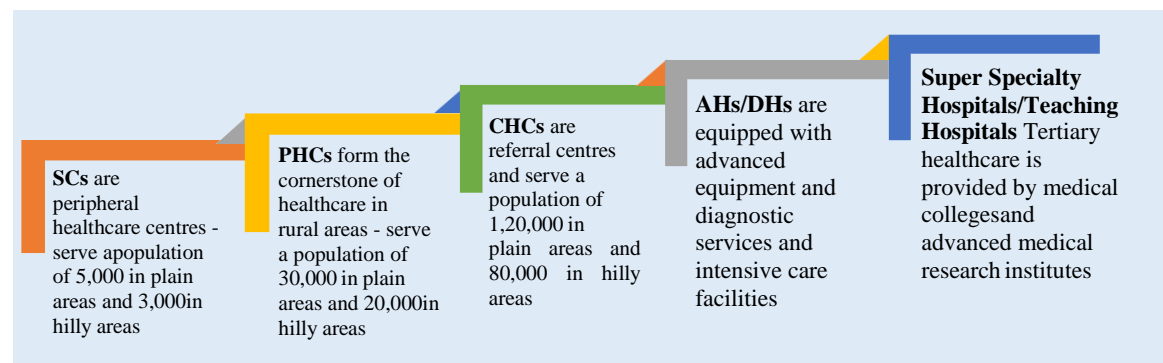 SCs are
peripheral
healthcare centres -
serve apopulation
of 5,000 in plain
areas and 3,000in
hilly areas
PHCs form the
cornerstone of
healthcare in
rural areas - serve
a population of
30,000 in plain
areas and 20,000in
hilly areas
CHCs are
referral centres
and serve a
population of
1,20,000 in
plain areas and
80,000 in hilly
areas
AHs/DHs are
equipped with
advanced
equipment and
diagnostic
services and
intensive care
facilities
Super Specialty
Hospitals/Teaching
Hospitals Tertiary
healthcare is
provided by medical
collegesand
advanced medical
research institutes